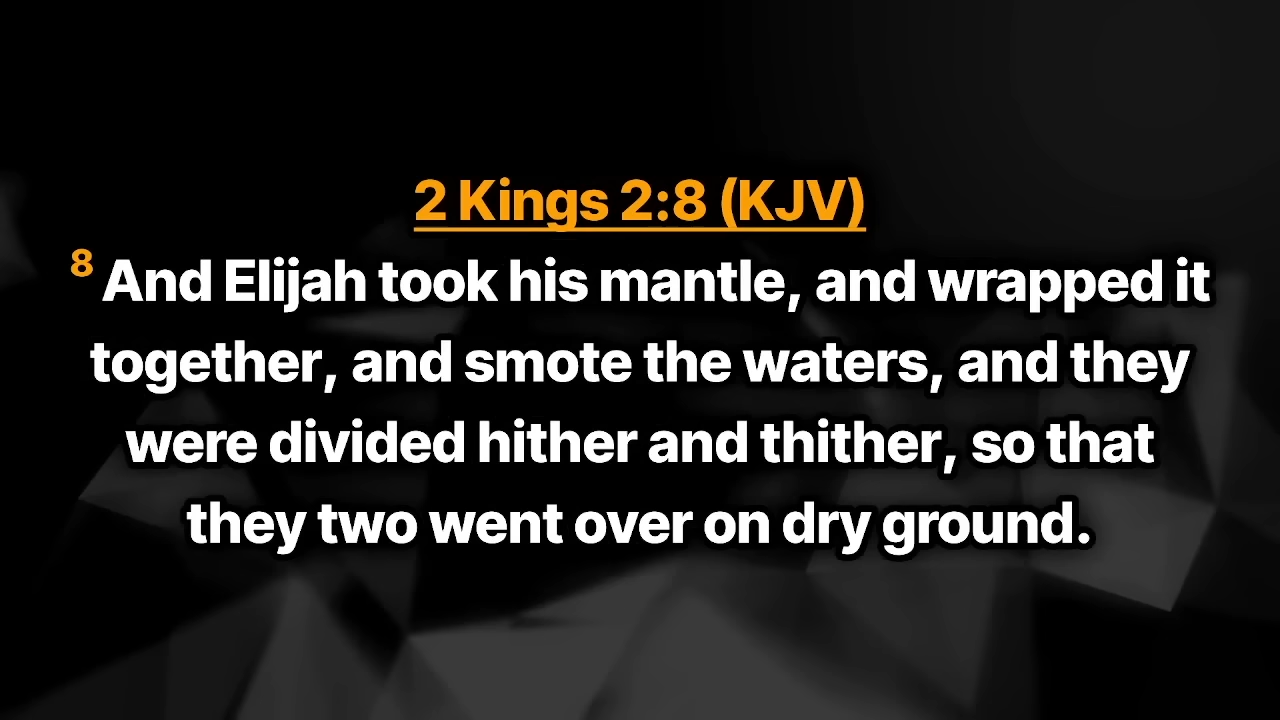 2 Kings 2:8 (KJV)
8 And Elijah took his mantle, and wrapped it
together, and smote the waters, and they
were divided hither and thither, so that
they two went over on dry ground.